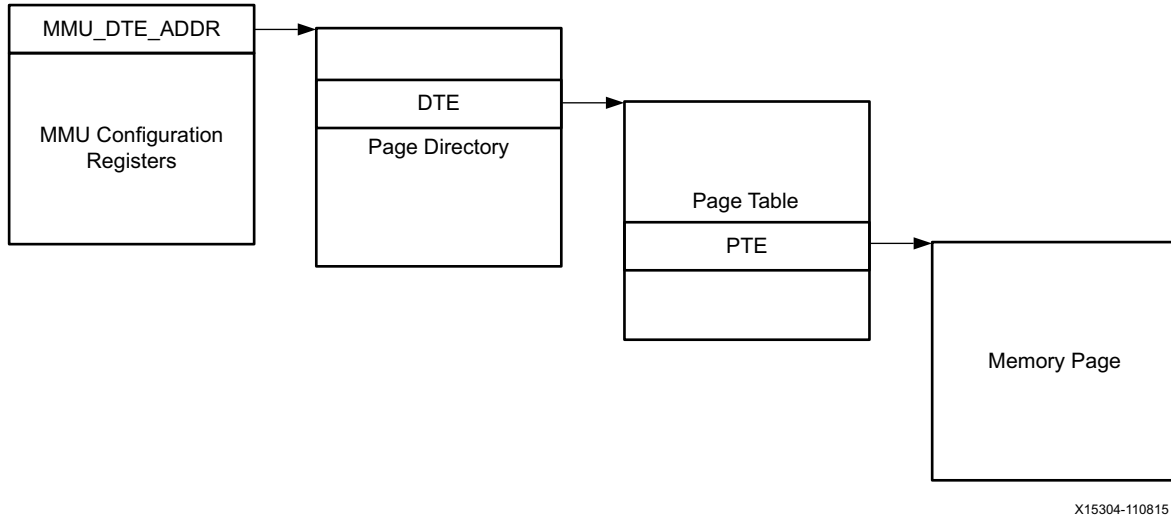 MMU_DTE_ADDR
MMU Configuration
Registers
DTE
Page Directory
Page Table
PTE
Memory Page
X15304-110815